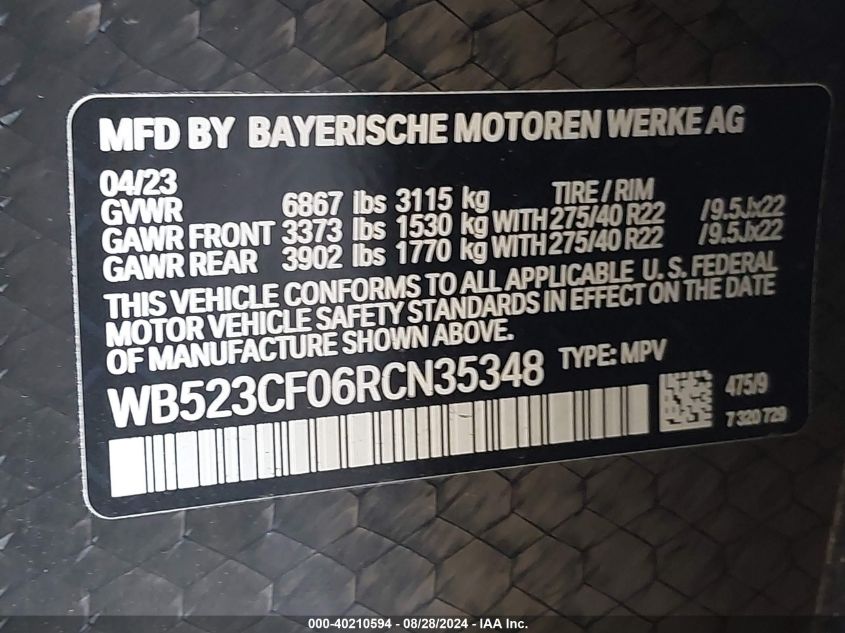 MFD BY BAYERISCHE MOTOREN WERKE AG
04/23 TIRE / RIM
GVWR 6867 lbs 3115 kg
GAWR FRONT 3373 lbs 1530 kg WITH 275/40 R22 /9.5Jx22
GAWR REAR 3902 lbs 1770 kg WITH 275/40 R22 /9.5Jx22
THIS VEHICLE CONFORMS TO ALL APPLICABLE U. S. FEDERAL
MOTOR VEHICLE SAFETY STANDARDS IN EFFECT ON THE DATE
OF MANUFACTURE SHOWN ABOVE.
WB523CF06RCN35348 TYPE: MPV
475/9
7 320 729
000-40210594 - 08/28/2024 - IAA Inc.